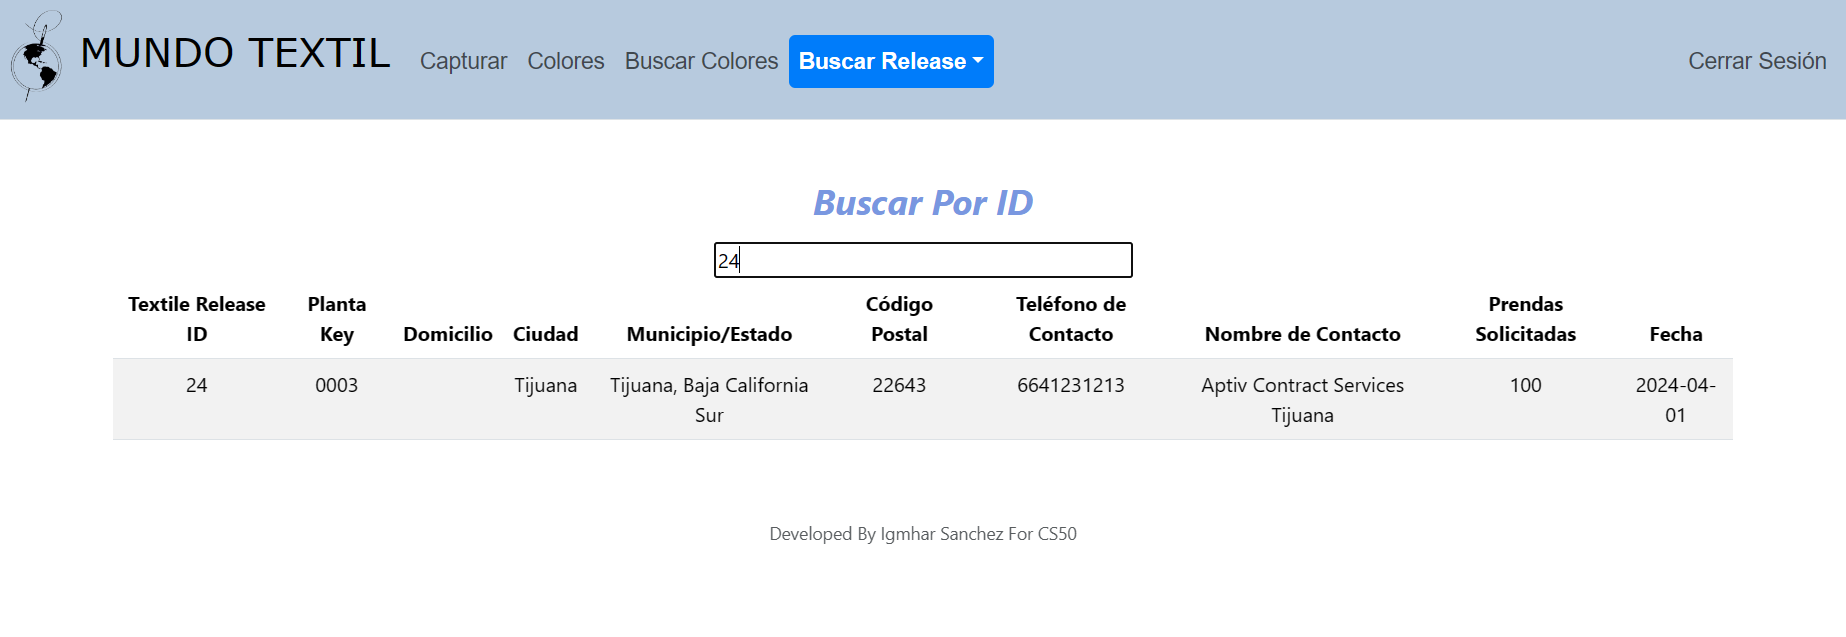 MUNDO TEXTIL
Capturar Colores Buscar Colores Buscar Release Cerrar Sesión
Buscar Por ID
24
Textile Release ID Planta Key Domicilio Ciudad Municipio/Estado Código Postal Teléfono de Contacto Nombre de Contacto Prendas Solicitadas Fecha
24 0003 Tijuana Tijuana, Baja California Sur 22643 6641231213 Aptiv Contract Services Tijuana 100 2024-04-01
Developed By Igmhar Sanchez For CS50